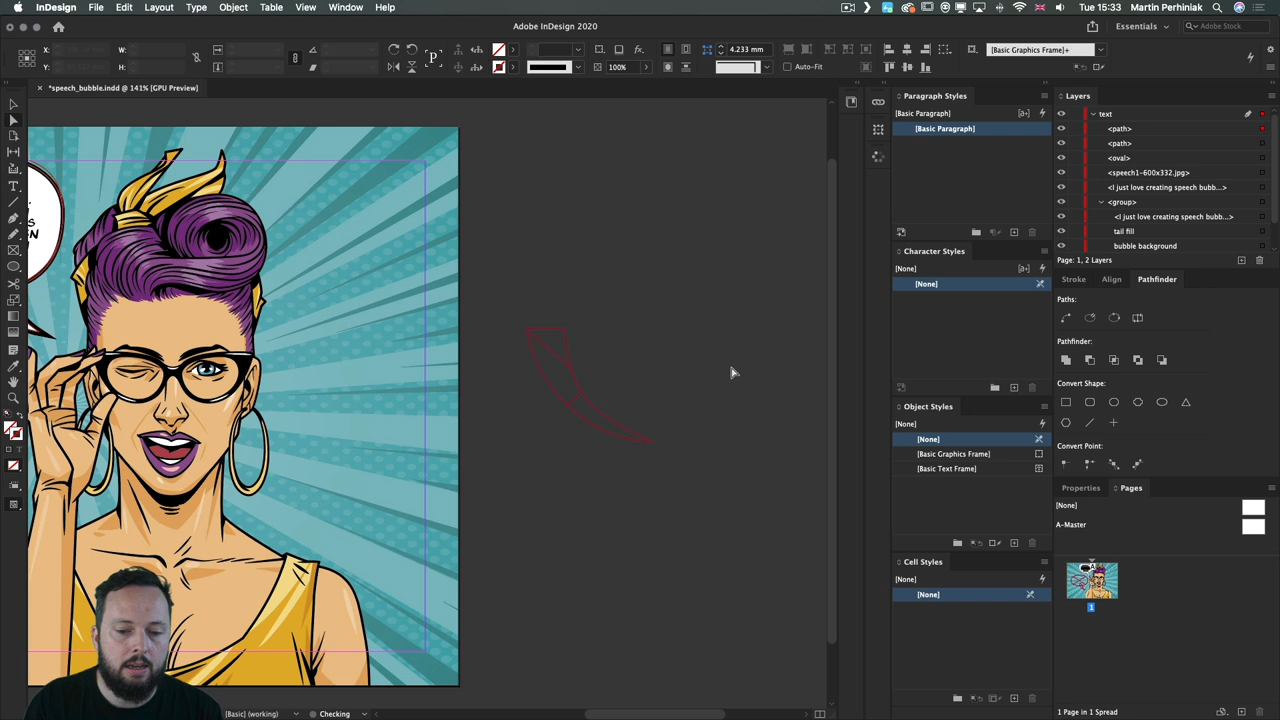 InDesign File Edit Layout Type Object Table View Window Help
Tue 15:33 Martin Perhiniak
Adobe InDesign 2020
Essentials
Adobe Stock
X: W:
Y: H:
fx.
4.233 mm
[Basic Graphics Frame]+
P
100%
Auto-Fit
*speech_bubble.indd @ 141% [GPU Preview]
Paragraph Styles
[Basic Paragraph]
[Basic Paragraph]
Character Styles
[None]
[None]
Object Styles
[None]
[None]
[Basic Graphics Frame]
[Basic Text Frame]
Cell Styles
[None]
[None]
Layers
text
<path>
<path>
<oval>
<speech1-600x332.jpg>
<I just love creating speech bubb...>
<group>
<I just love creating speech bubb...>
tail fill
bubble background
Page: 1, 2 Layers
Stroke Align Pathfinder
Paths:
Pathfinder:
Convert Shape:
Convert Point:
Properties Pages
[None]
A-Master
1
1 Page in 1 Spread
[Basic] (working)
Checking